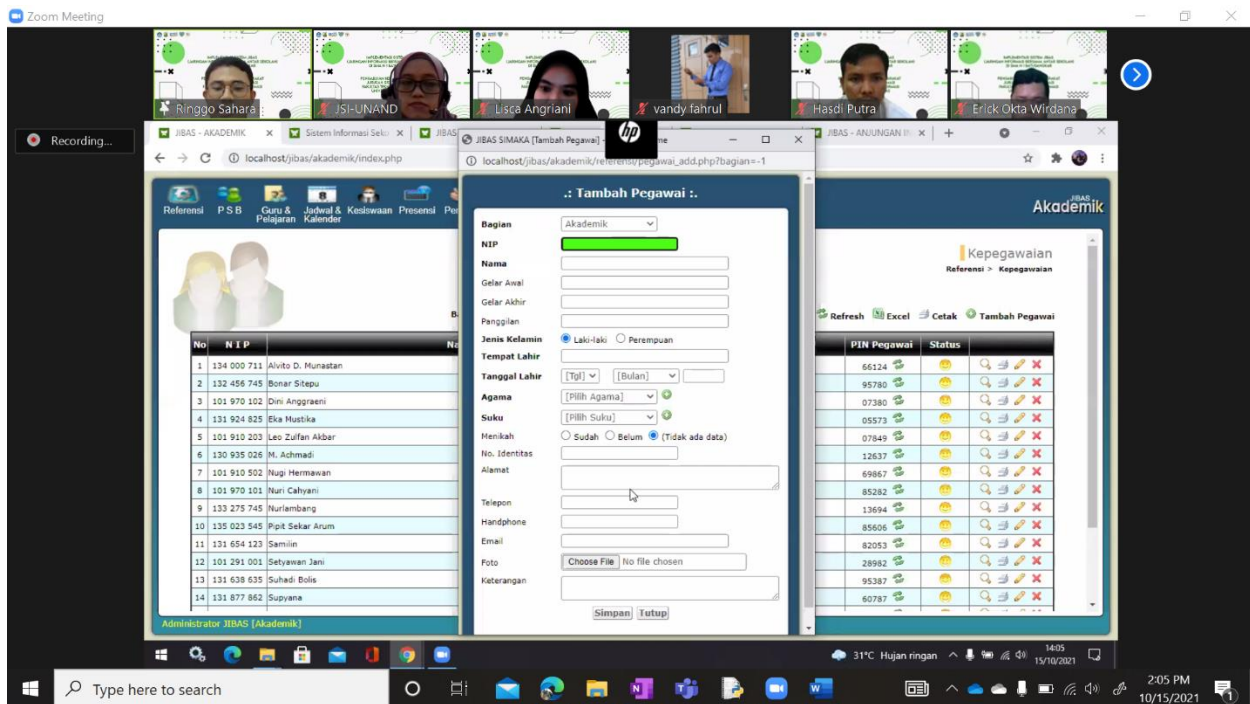 Zoom Meeting
Ringgo Sahara
JSI-UNAND
Lisca Angriani
vandy fahrul
Hasdi Putra
Erick Okta Wirdana
Recording...
JIBAS - AKADEMIK
Sistem Informasi Seko
JIBAS
JIBAS SIMAKA [Tambah Pegawai] -
hp
JIBAS - ANJUNGAN
localhost/jibas/akademik/index.php
localhost/jibas/akademik/referensi/pegawai_add.php?bagian=-1
Referensi
P S B
Guru & Pelajaran
Jadwal & Kalender
Kesiswaan
Presensi
JIBAS
Akademik
.: Tambah Pegawai :.
Bagian
Akademik
NIP
Nama
Gelar Awal
Gelar Akhir
Panggilan
Jenis Kelamin
Laki-laki
Perempuan
Tempat Lahir
Tanggal Lahir
[Tgl]
[Bulan]
Agama
[Pilih Agama]
Suku
[Pilih Suku]
Menikah
Sudah
Belum
(Tidak ada data)
No. Identitas
Alamat
Telepon
Handphone
Email
Foto
Choose File
No file chosen
Keterangan
Simpan
Tutup
Kepegawaian
Referensi > Kepegawaian
Refresh
Excel
Cetak
Tambah Pegawai
No
N I P
Na
PIN Pegawai
Status
1 134 000 711 Alvito D. Munastan 66124
2 132 456 745 Bonar Sitepu 95780
3 101 970 102 Dini Anggraeni 07380
4 131 924 825 Eka Mustika 05573
5 101 910 203 Leo Zulfan Akbar 07849
6 130 935 026 M. Achmadi 12637
7 101 910 502 Nugi Hermawan 69867
8 101 970 101 Nuri Cahyani 85282
9 133 275 745 Nurlambang 13694
10 135 023 545 Pipit Sekar Arum 85606
11 131 654 123 Samilin 82053
12 101 291 001 Setyawan Jani 28982
13 131 638 635 Suhadi Bolis 95387
14 131 877 862 Supyana 60787
Administrator JIBAS [Akademik]
31°C Hujan ringan
14:05
15/10/2021
Type here to search
2:05 PM
10/15/2021